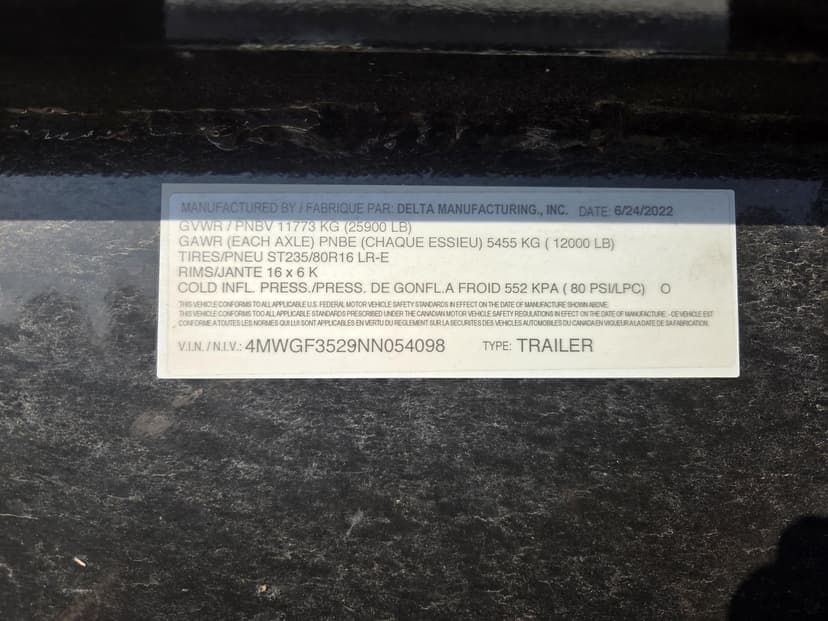 MANUFACTURED BY / FABRIQUE PAR: DELTA MANUFACTURING., INC. DATE: 6/24/2022
GVWR / PNBV 11773 KG (25900 LB)
GAWR (EACH AXLE) PNBE (CHAQUE ESSIEU) 5455 KG ( 12000 LB)
TIRES/PNEU ST235/80R16 LR-E
RIMS/JANTE 16 x 6 K
COLD INFL. PRESS./PRESS. DE GONFL.A FROID 552 KPA ( 80 PSI/LPC) O
THIS VEHICLE CONFORMS TO ALL APPLICABLE U.S. FEDERAL MOTOR VEHICLE SAFETY STANDARDS IN EFFECT ON THE DATE OF MANUFACTURE SHOWN ABOVE.
THIS VEHICLE CONFORMS TO ALL APPLICABLE STANDARDS PRESCRIBED UNDER THE CANADIAN MOTOR VEHICLE SAFETY REGULATIONS IN EFFECT ON THE DATE OF MANUFACTURE. - CE VEHICULE EST
CONFORME A TOUTES LES NORMES QUI LUI SONT APPLICABLES EN VERTU DU REGLEMENT SUR LA SECURITES DES VEHICLES AUTOMOBILES DU CANADA EN VIGUEUR A LA DATE DE SA FABRICATION.
V.I.N. / N.I.V.: 4MWGF3529NN054098 TYPE: TRAILER